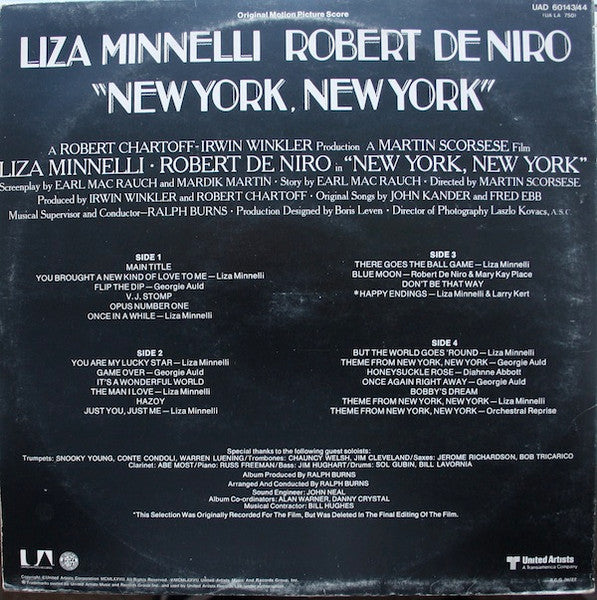 Original Motion Picture Score
UAD 60143/44
(UA LA 750)
LIZA MINNELLI ROBERT DE NIRO
"NEW YORK, NEW YORK"
A ROBERT CHARTOFF-IRWIN WINKLER Production A MARTIN SCORSESE Film
LIZA MINNELLI · ROBERT DE NIRO in "NEW YORK, NEW YORK"
Screenplay by EARL MAC RAUCH and MARDIK MARTIN · Story by EARL MAC RAUCH · Directed by MARTIN SCORSESE
Produced by IRWIN WINKLER and ROBERT CHARTOFF · Original Songs by JOHN KANDER and FRED EBB
Musical Supervisor and Conductor—RALPH BURNS · Production Designed by Boris Leven · Director of Photography Laszlo Kovacs, A.S.C.
SIDE 1
MAIN TITLE
YOU BROUGHT A NEW KIND OF LOVE TO ME — Liza Minnelli
FLIP THE DIP — Georgie Auld
V.J. STOMP
OPUS NUMBER ONE
ONCE IN A WHILE — Liza Minnelli
SIDE 2
YOU ARE MY LUCKY STAR — Liza Minnelli
GAME OVER — Georgie Auld
IT'S A WONDERFUL WORLD
THE MAN I LOVE — Liza Minnelli
HAZOY
JUST YOU, JUST ME — Liza Minnelli
SIDE 3
THERE GOES THE BALL GAME — Liza Minnelli
BLUE MOON — Robert De Niro & Mary Kay Place
DON'T BE THAT WAY
*HAPPY ENDINGS — Liza Minnelli & Larry Kert
SIDE 4
BUT THE WORLD GOES 'ROUND — Liza Minnelli
THEME FROM NEW YORK, NEW YORK — Georgie Auld
HONEYSUCKLE ROSE — Diahnne Abbott
ONCE AGAIN RIGHT AWAY — Georgie Auld
BOBBY'S DREAM
THEME FROM NEW YORK, NEW YORK — Liza Minnelli
THEME FROM NEW YORK, NEW YORK — Orchestral Reprise
Special thanks to the following guest soloists:
Trumpets: SNOOKY YOUNG, CONTE CONDOLI, WARREN LUENING/Trombones: CHAUNCY WELSH, JIM CLEVELAND/Saxes: JEROME RICHARDSON, BOB TRICARICO
Clarinet: ABE MOST/Piano: RUSS FREEMAN/Bass: JIM HUGHART/Drums: SOL GUBIN, BILL LAVORNIA
Album Produced By RALPH BURNS
Arranged And Conducted By RALPH BURNS
Sound Engineer: JOHN NEAL
Album Co-ordinators: ALAN WARNER, DANNY CRYSTAL
Musical Contractor: BILL HUGHES
*This Selection Was Originally Recorded For The Film, But Was Deleted In The Final Editing Of The Film.
United Artists
A Transamerica Company
Copyright ©United Artists Corporation MCMLXXVII All Rights Reserved.